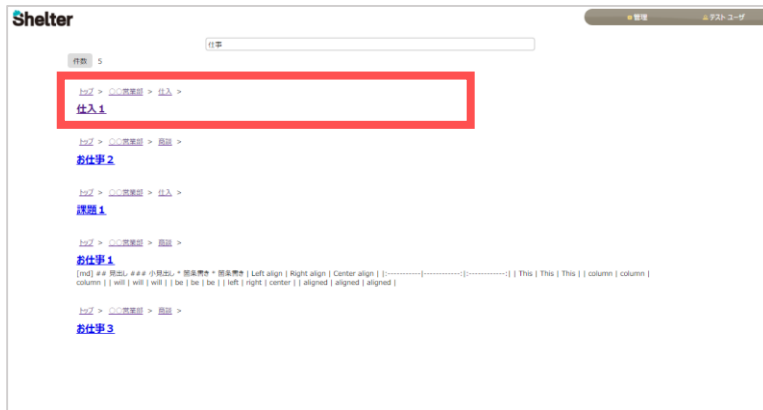 Shelter
管理
テスト ユーザ
仕事
件数 5
トップ > 〇〇営業部 > 仕入 >
仕入１
トップ > 〇〇営業部 > 商談 >
お仕事２
トップ > 〇〇営業部 > 仕入 >
課題１
トップ > 〇〇営業部 > 商談 >
お仕事１
[md] ## 見出し ### 小見出し * 箇条書き * 箇条書き | Left align | Right align | Center align | |:-----------|------------:|:------------:| | This | This | This | | column | column |
column | | will | will | will | | be | be | be | | left | right | center | | aligned | aligned | aligned |
トップ > 〇〇営業部 > 商談 >
お仕事３